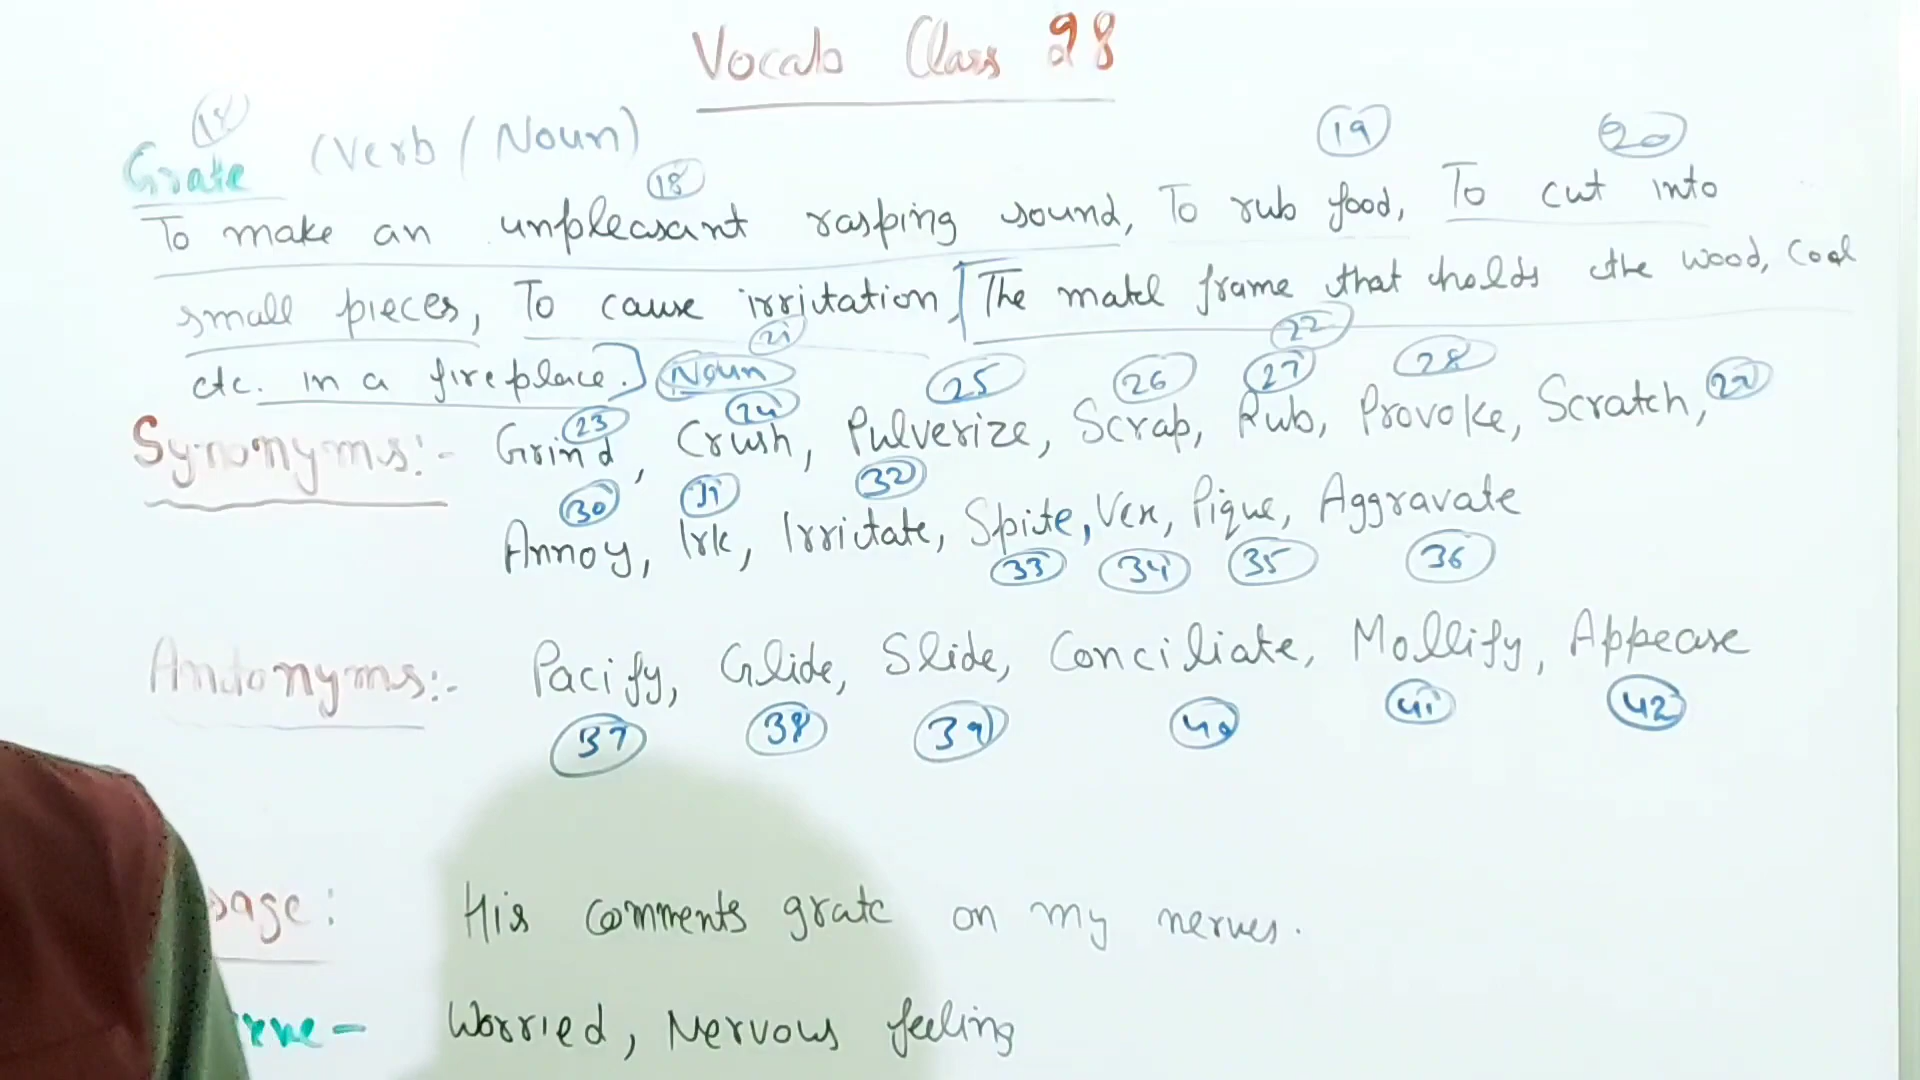 Vocab Class 28
Grate (Verb / Noun)
18 19 20
To make an unpleasant rasping sound, To rub food, To cut into
small pieces, To cause irritation, [The matel frame that holds the wood, Coal
21 22
etc. in a fireplace.] Noun
23 24 25 26 27 28
Synonyms:- Grind, Crush, Pulverize, Scrap, Rub, Provoke, Scratch,
30 31 32
Annoy, Irk, Irritate, Spite, Vex, Pique, Aggravate
33 34 35 36
Antonyms:- Pacify, Glide, Slide, Conciliate, Mollify, Appease
37 38 39 40 41 42
sage: His comments grate on my nerves.
erve- Worried, Nervous feeling